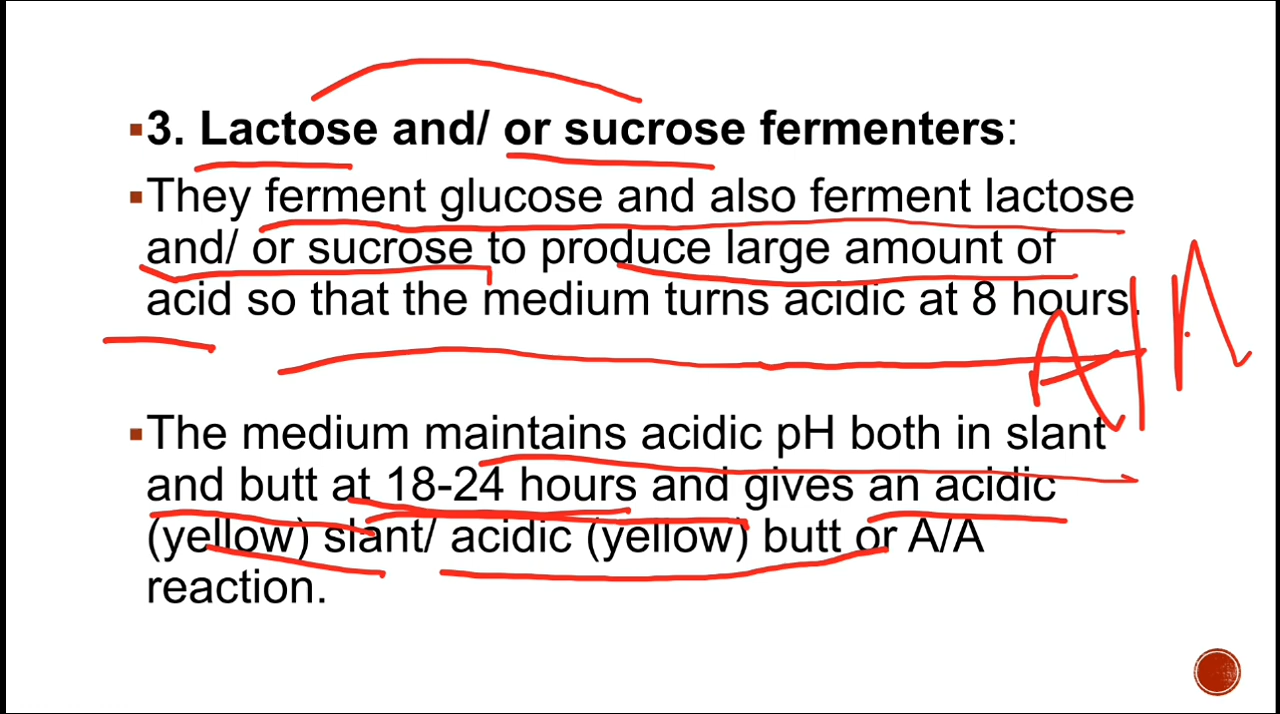 ▪3. Lactose and/ or sucrose fermenters:
▪They ferment glucose and also ferment lactose
and/ or sucrose to produce large amount of
acid so that the medium turns acidic at 8 hours.
A/A
▪The medium maintains acidic pH both in slant
and butt at 18-24 hours and gives an acidic
(yellow) slant/ acidic (yellow) butt or A/A
reaction.